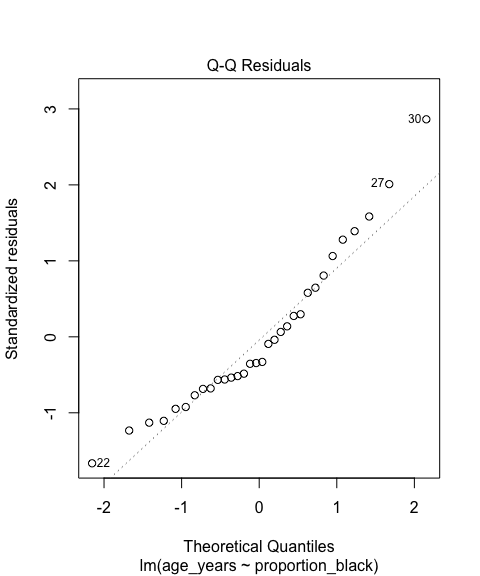 Q-Q Residuals
Standardized residuals
3
2
1
0
-1
30
27
22
-2 -1 0 1 2
Theoretical Quantiles
lm(age_years ~ proportion_black)